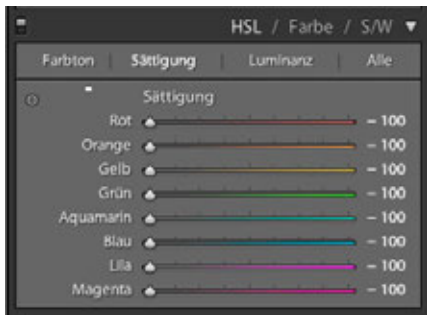 HSL / Farbe / S/W
Farbton | Sättigung | Luminanz | Alle
Sättigung
Rot – 100
Orange – 100
Gelb – 100
Grün – 100
Aquamarin – 100
Blau – 100
Lila – 100
Magenta – 100